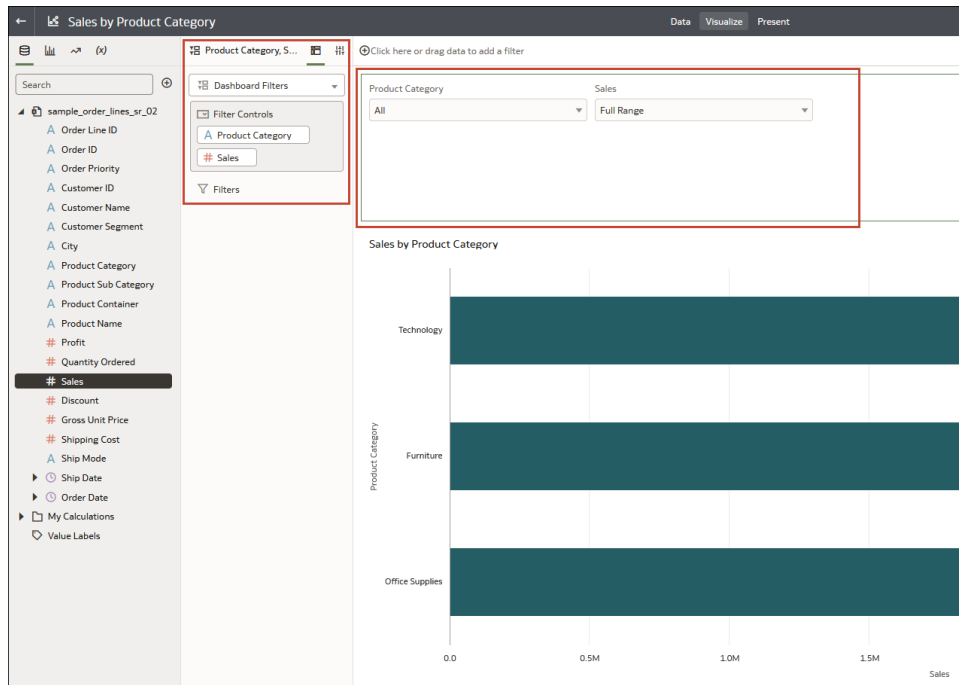 Sales by Product Category
Data Visualize Present
(x)
Search
sample_order_lines_sr_02
A Order Line ID
A Order ID
A Order Priority
A Customer ID
A Customer Name
A Customer Segment
A City
A Product Category
A Product Sub Category
A Product Container
A Product Name
# Profit
# Quantity Ordered
# Sales
# Discount
# Gross Unit Price
# Shipping Cost
A Ship Mode
Ship Date
Order Date
My Calculations
Value Labels
Product Category, S...
Dashboard Filters
Filter Controls
A Product Category
# Sales
Filters
Click here or drag data to add a filter
Product Category Sales
All Full Range
Sales by Product Category
Product Category
Technology
Furniture
Office Supplies
0.0 0.5M 1.0M 1.5M
Sales